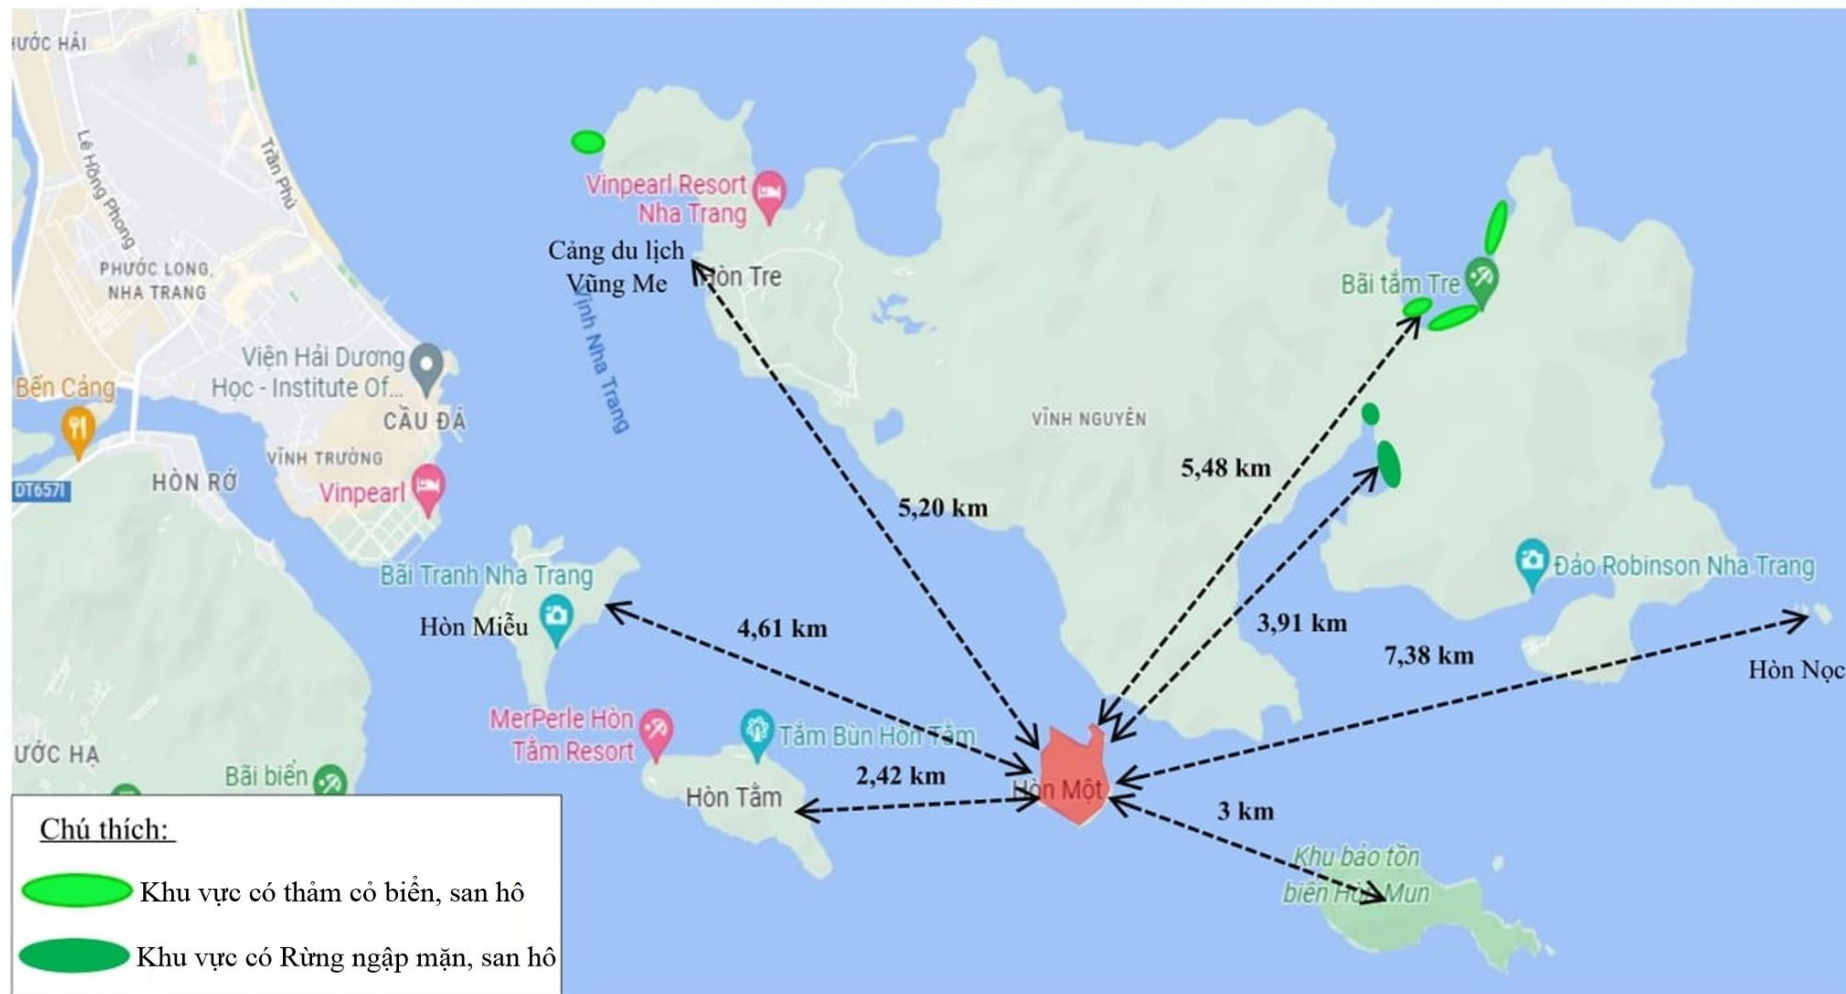 HƯỚC HẢI
Lê Hồng Phong
Trần Phú
PHƯỚC LONG,
NHA TRANG
Vinpearl Resort
Nha Trang
Cảng du lịch
Vũng Me
Hòn Tre
Vịnh Nha Trang
Bãi tắm Tre
Viện Hải Dương
Học - Institute Of...
Bến Cảng
CẦU ĐÁ
VĨNH NGUYÊN
VĨNH TRƯỜNG
HÒN RỚ
DT657I
Vinpearl
5,48 km
5,20 km
Bãi Tranh Nha Trang
Đảo Robinson Nha Trang
Hòn Miễu
4,61 km
3,91 km
7,38 km
Hòn Nọc
MerPerle Hòn
Tằm Resort
Tắm Bùn Hòn Tằm
ƯỚC HẠ
Bãi biển
2,42 km
Hòn Tằm
Hòn Một
3 km
Khu bảo tồn
biển Hòn Mun
Chú thích:
Khu vực có thảm cỏ biển, san hô
Khu vực có Rừng ngập mặn, san hô